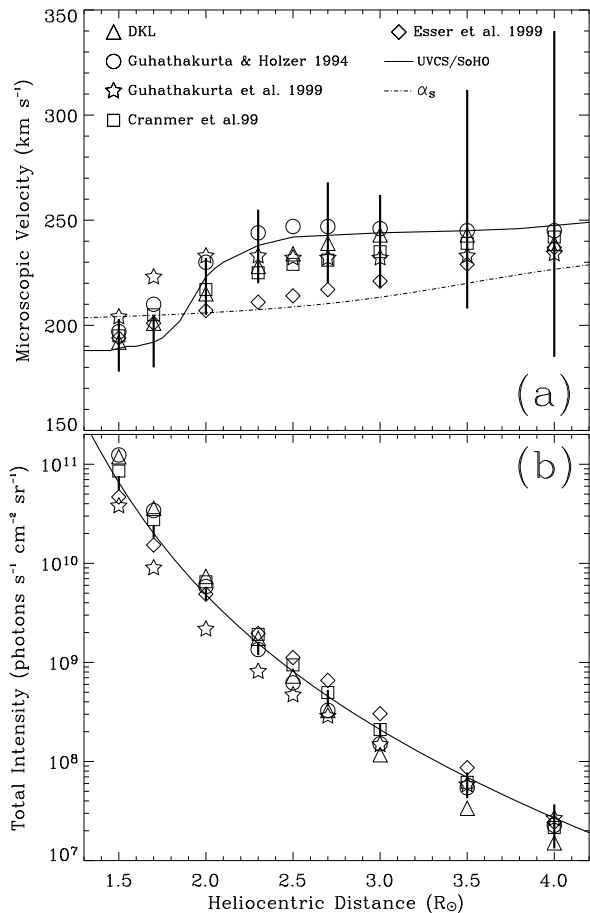 350
300
250
200
150
Microscopic Velocity (km s⁻¹)
DKL
Guhathakurta & Holzer 1994
Guhathakurta et al. 1999
Cranmer et al.99
Esser et al. 1999
UVCS/SoHO
αs
(a)
10¹¹
10¹⁰
10⁹
10⁸
10⁷
Total Intensity (photons s⁻¹ cm⁻² sr⁻¹)
(b)
1.5 2.0 2.5 3.0 3.5 4.0
Heliocentric Distance (R☉)